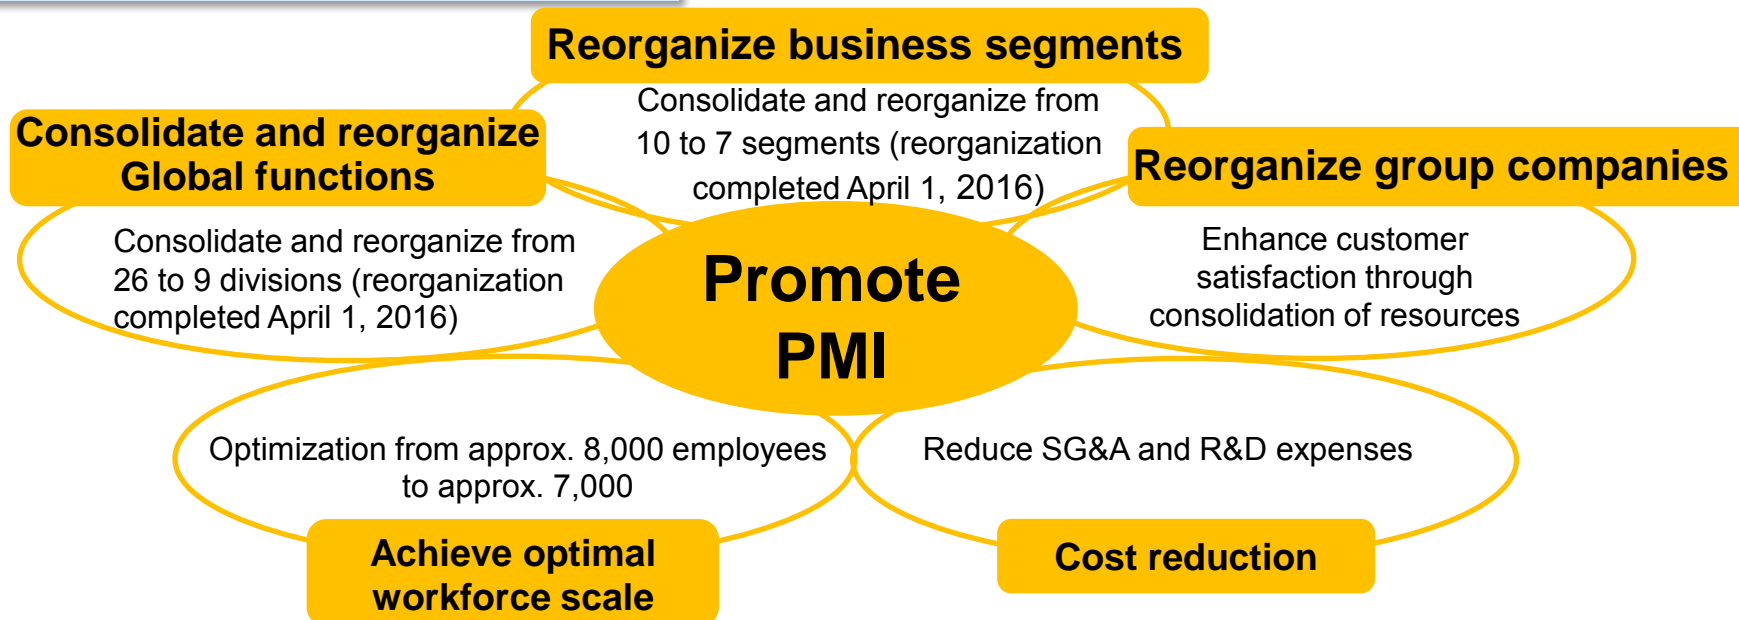 Reorganize business segments
Consolidate and reorganize from
10 to 7 segments (reorganization
completed April 1, 2016)
Consolidate and reorganize
Global functions
Consolidate and reorganize from
26 to 9 divisions (reorganization
completed April 1, 2016)
Reorganize group companies
Enhance customer
satisfaction through
consolidation of resources
Promote
PMI
Optimization from approx. 8,000 employees
to approx. 7,000
Achieve optimal
workforce scale
Reduce SG&A and R&D expenses
Cost reduction